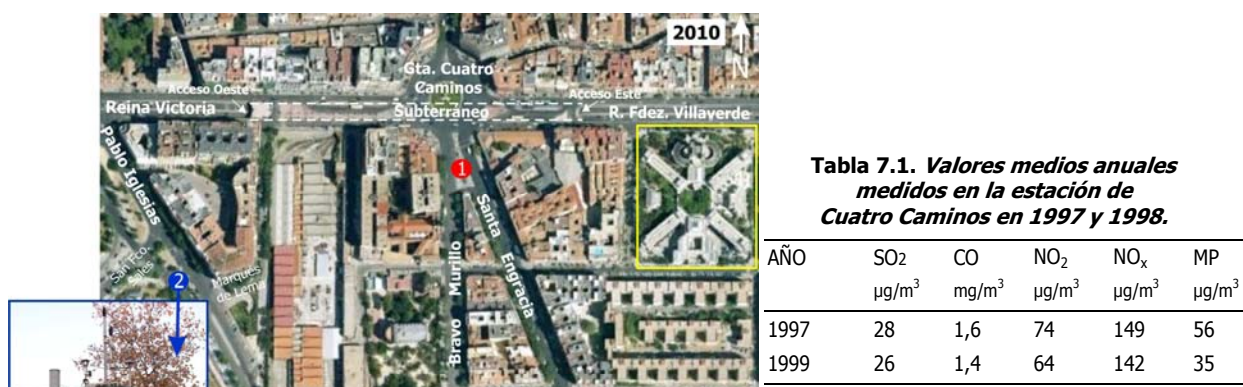 2010
N
Gta. Cuatro
Caminos
Acceso Oeste
Acceso Este
Reina Victoria
Subterráneo
R. Fdez. Villaverde
Pablo Iglesias
1
Santa Engracia
Bravo Murillo
San Fco.
Sales
Marqués
de Lema
2
Tabla 7.1. Valores medios anuales
medidos en la estación de
Cuatro Caminos en 1997 y 1998.
AÑO SO2 CO NO2 NOx MP
µg/m3 mg/m3 µg/m3 µg/m3 µg/m3
1997 28 1,6 74 149 56
1999 26 1,4 64 142 35